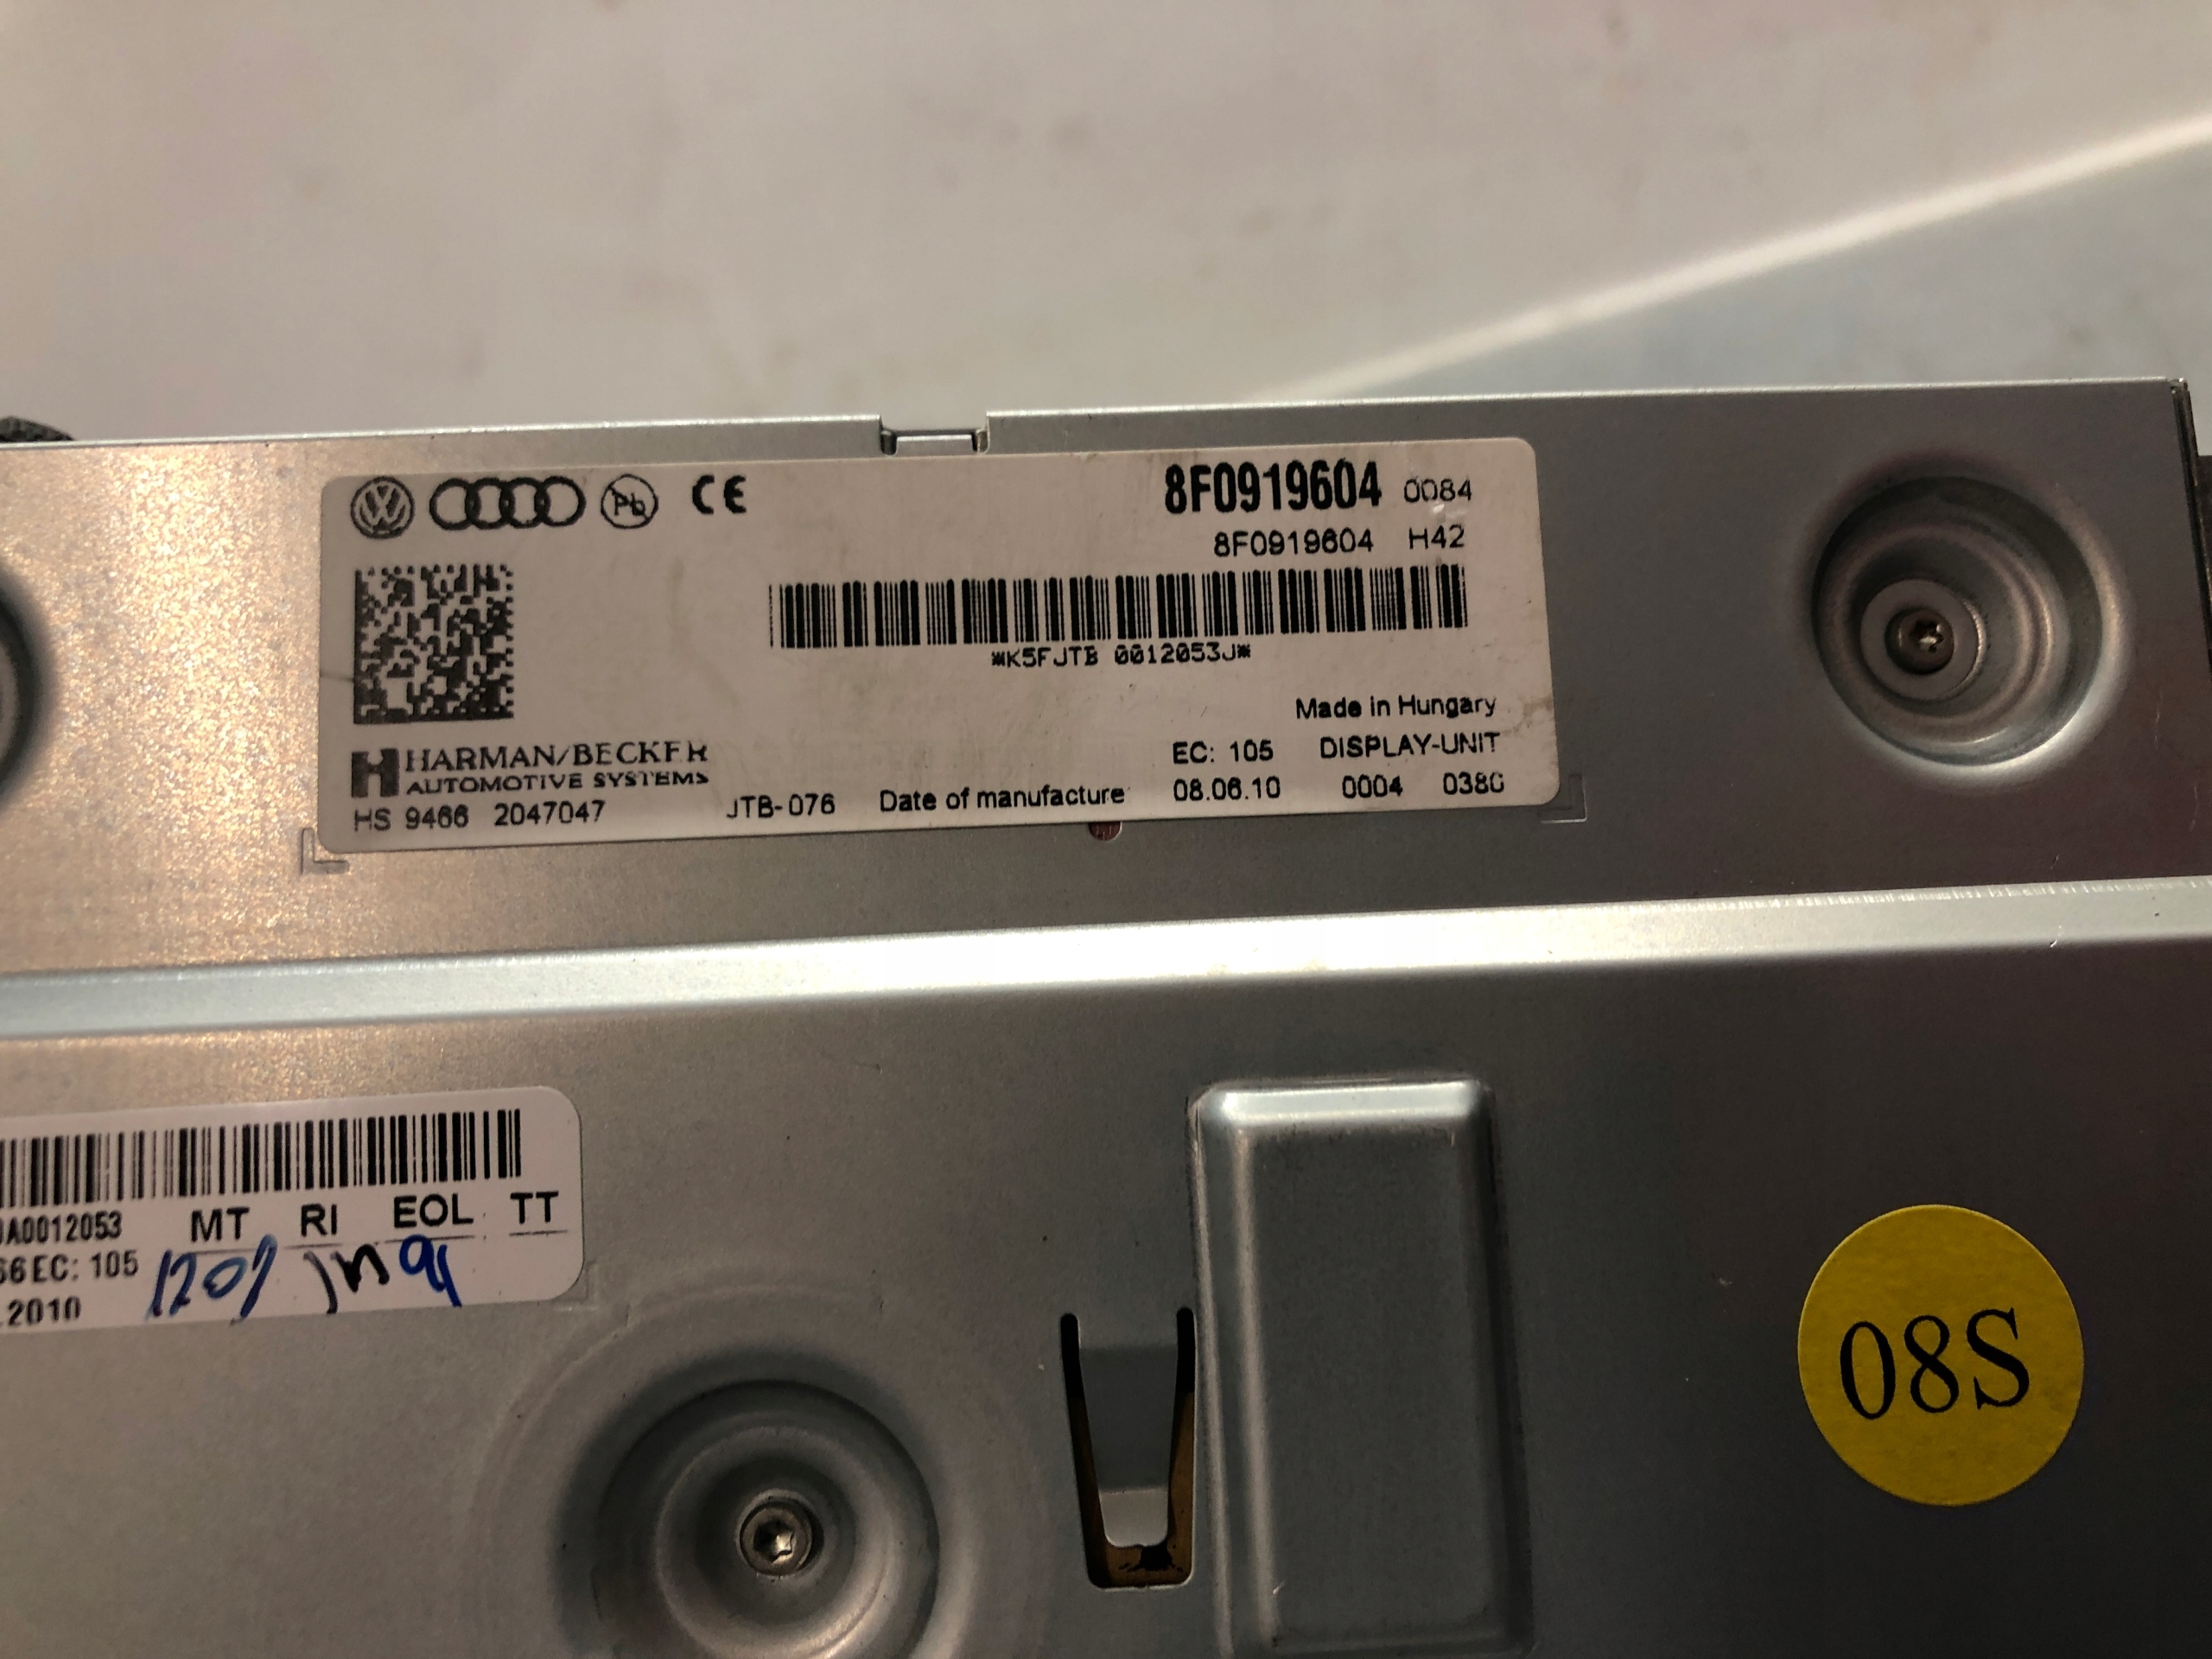 8F0919604 0084
8F0919604 H42
*K5FJTB 0012053J*
Made in Hungary
HARMAN/BECKER
EC: 105 DISPLAY-UNIT
AUTOMOTIVE SYSTEMS
HS 9466 2047047 JTB-076 Date of manufacture 08.06.10 0004
A0012053 MT RI EOL TT
66 EC: 105
.2010
08S